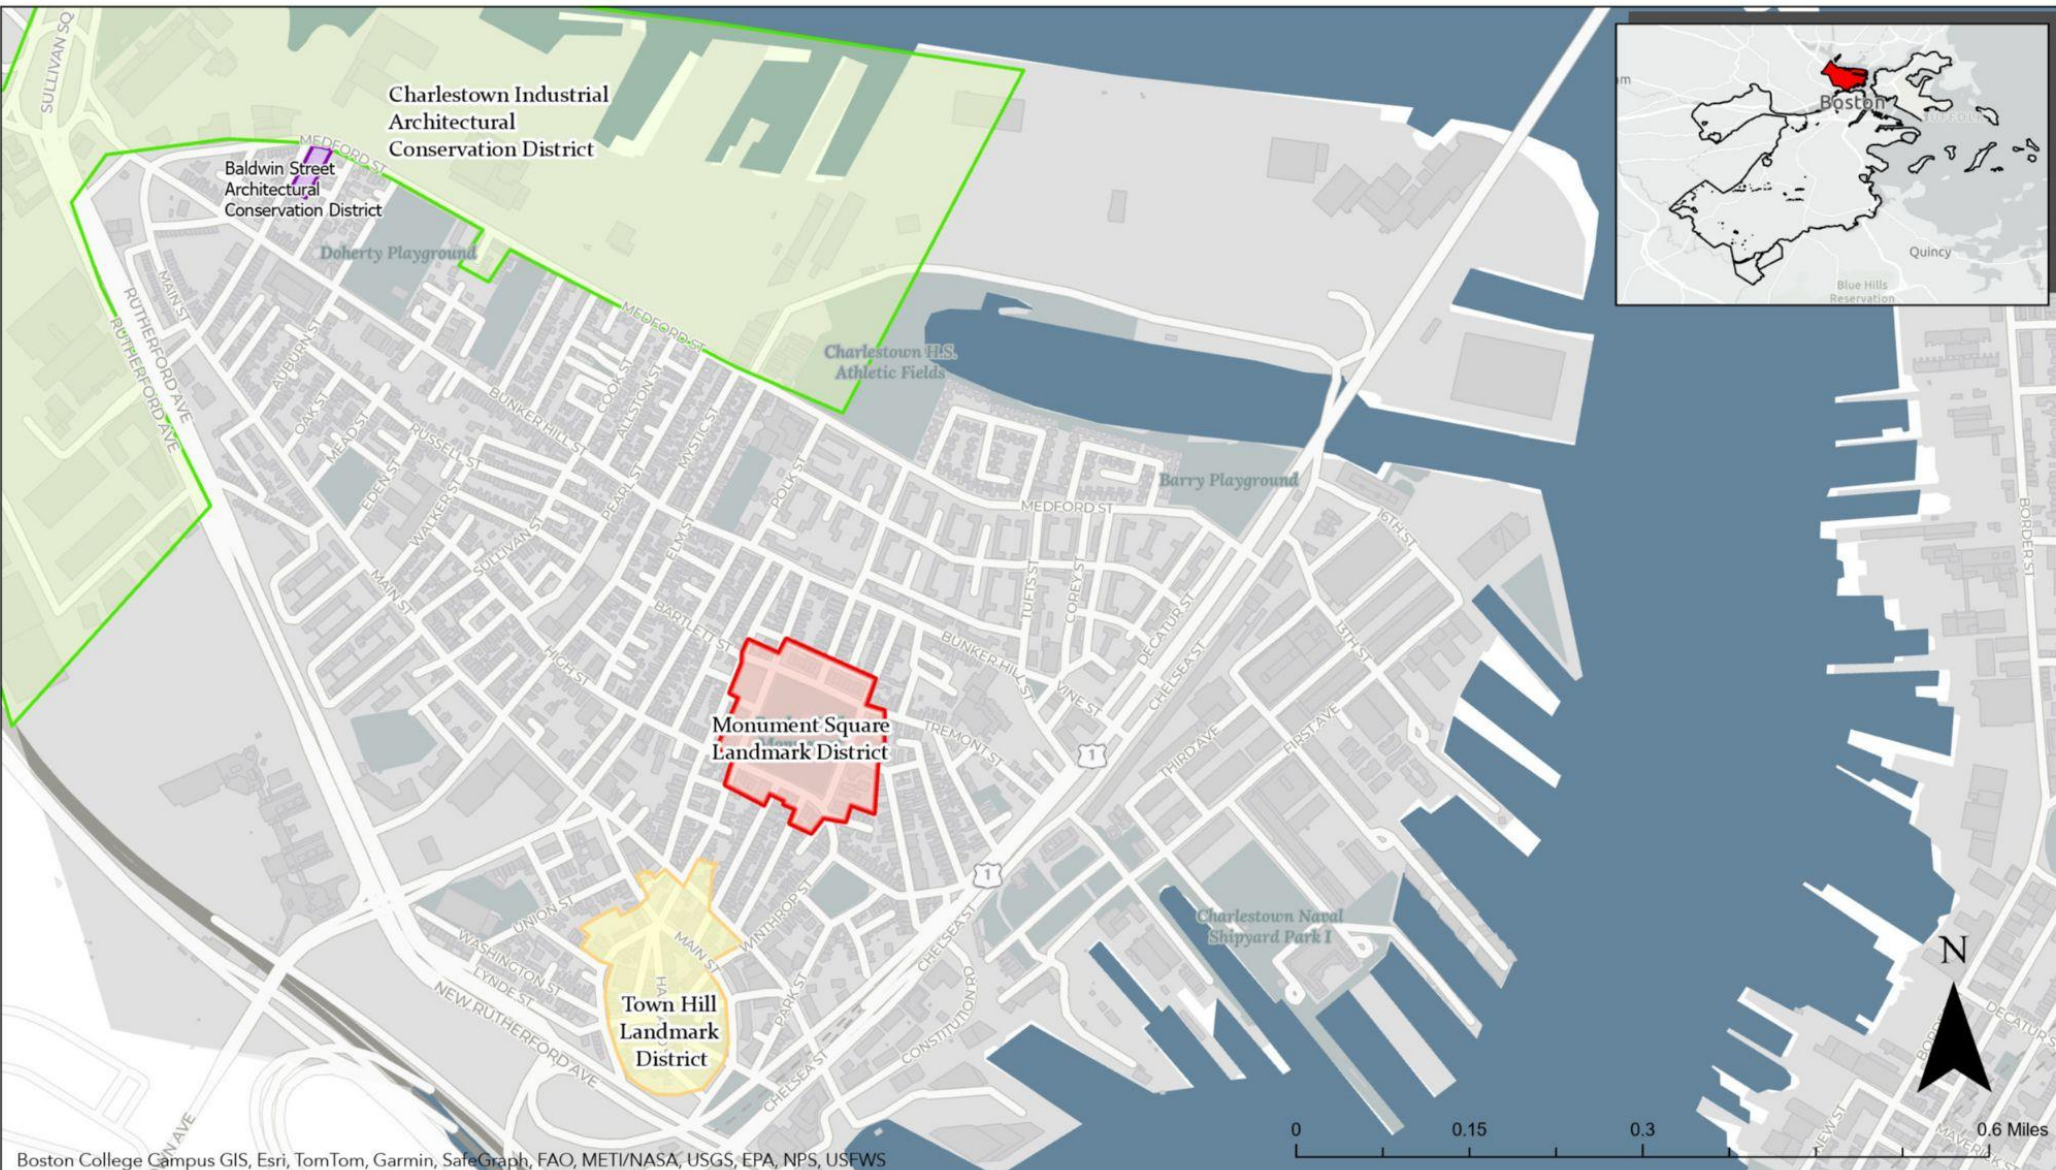 SULLIVAN SQ
Charlestown Industrial
Architectural
Conservation District
MEDFORD ST
Baldwin Street
Architectural
Conservation District
Doherty Playground
MAIN ST
RUTHERFORD AVE
RUTHERFORD AVE
AUBURN ST
OAK ST
MEAD ST
MEDFORD ST
COOK ST
ALLSTON ST
BUNKER HILL ST
RUSSELL ST
MYSTIC ST
Charlestown H.S.
Athletic Fields
EDEN ST
WALKER ST
PEARL ST
POLK ST
SULLIVAN ST
ELM ST
Barry Playground
MEDFORD ST
16TH ST
MAIN ST
BARTLETT ST
HIGH ST
TUFTS ST
COREY ST
DECATUR ST
13TH ST
BUNKER HILL ST
VINE ST
CHELSEA ST
Monument Square
Landmark District
TREMONT ST
1
THIRD AVE
FIRST AVE
1
UNION ST
WINTHROP ST
Charlestown Naval
Shipyard Park I
MAIN ST
WASHINGTON ST
LYNDE ST
CHELSEA ST
NEW RUTHERFORD AVE
Town Hill
Landmark
District
PARK ST
CONSTITUTION RD
CHELSEA ST
Boston
Quincy
Blue Hills
Reservation
BORDER ST
N
DECATUR S
NEW ST
MAVERICK
0
0.15
0.3
0.6 Miles
Boston College Campus GIS, Esri, TomTom, Garmin, SafeGraph, FAO, METI/NASA, USGS, EPA, NPS, USFWS